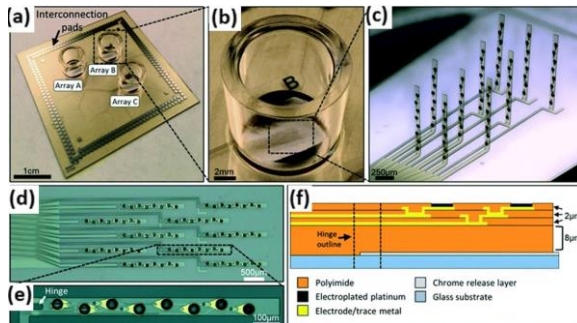 (a)
Interconnection
pads
Array A
Array B
Array C
1cm
(b)
B
2mm
(c)
250µm
(d)
500µm
(e)
Hinge
100µm
(f)
2µm
8µm
Hinge
outline
Polyimide
Electroplated platinum
Electrode/trace metal
Chrome release layer
Glass substrate